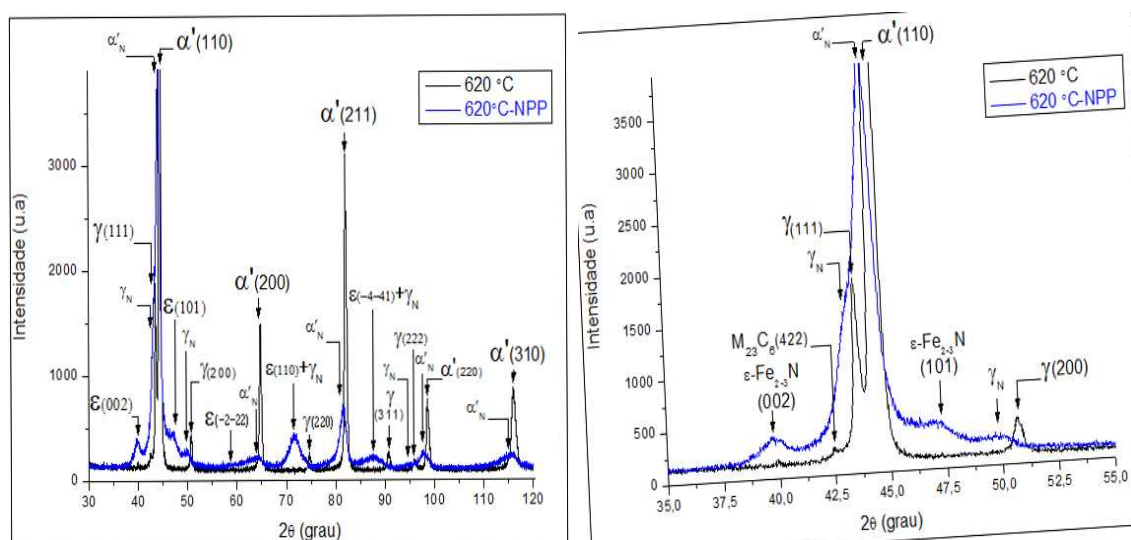 α'N
α'(110)
620 °C
620°C-NPP
α'(211)
γ(111)
α'(200)
γN
ε(101)
ε(-4-41)+γN
α'N
γN
γ(200)
ε(110)+γN
γ(222)
α'N
α'(310)
ε(002)
α'N
γN
α'(220)
ε(-2-22)
γ(220)
γ(311)
α'N
3000
2000
1000
0
30 40 50 60 70 80 90 100 110 120
Intensidade (u.a)
2θ (grau)
α'N
α'(110)
620 °C
620 °C-NPP
γ(111)
γN
M23C6(422)
ε-Fe2-3N
(002)
ε-Fe2-3N
(101)
γN
γ(200)
3500
3000
2500
2000
1500
1000
500
0
35,0 40,0 42,5 45,0 47,5 50,0 52,5 55,0
Intensidade (u.a)
2θ (grau)